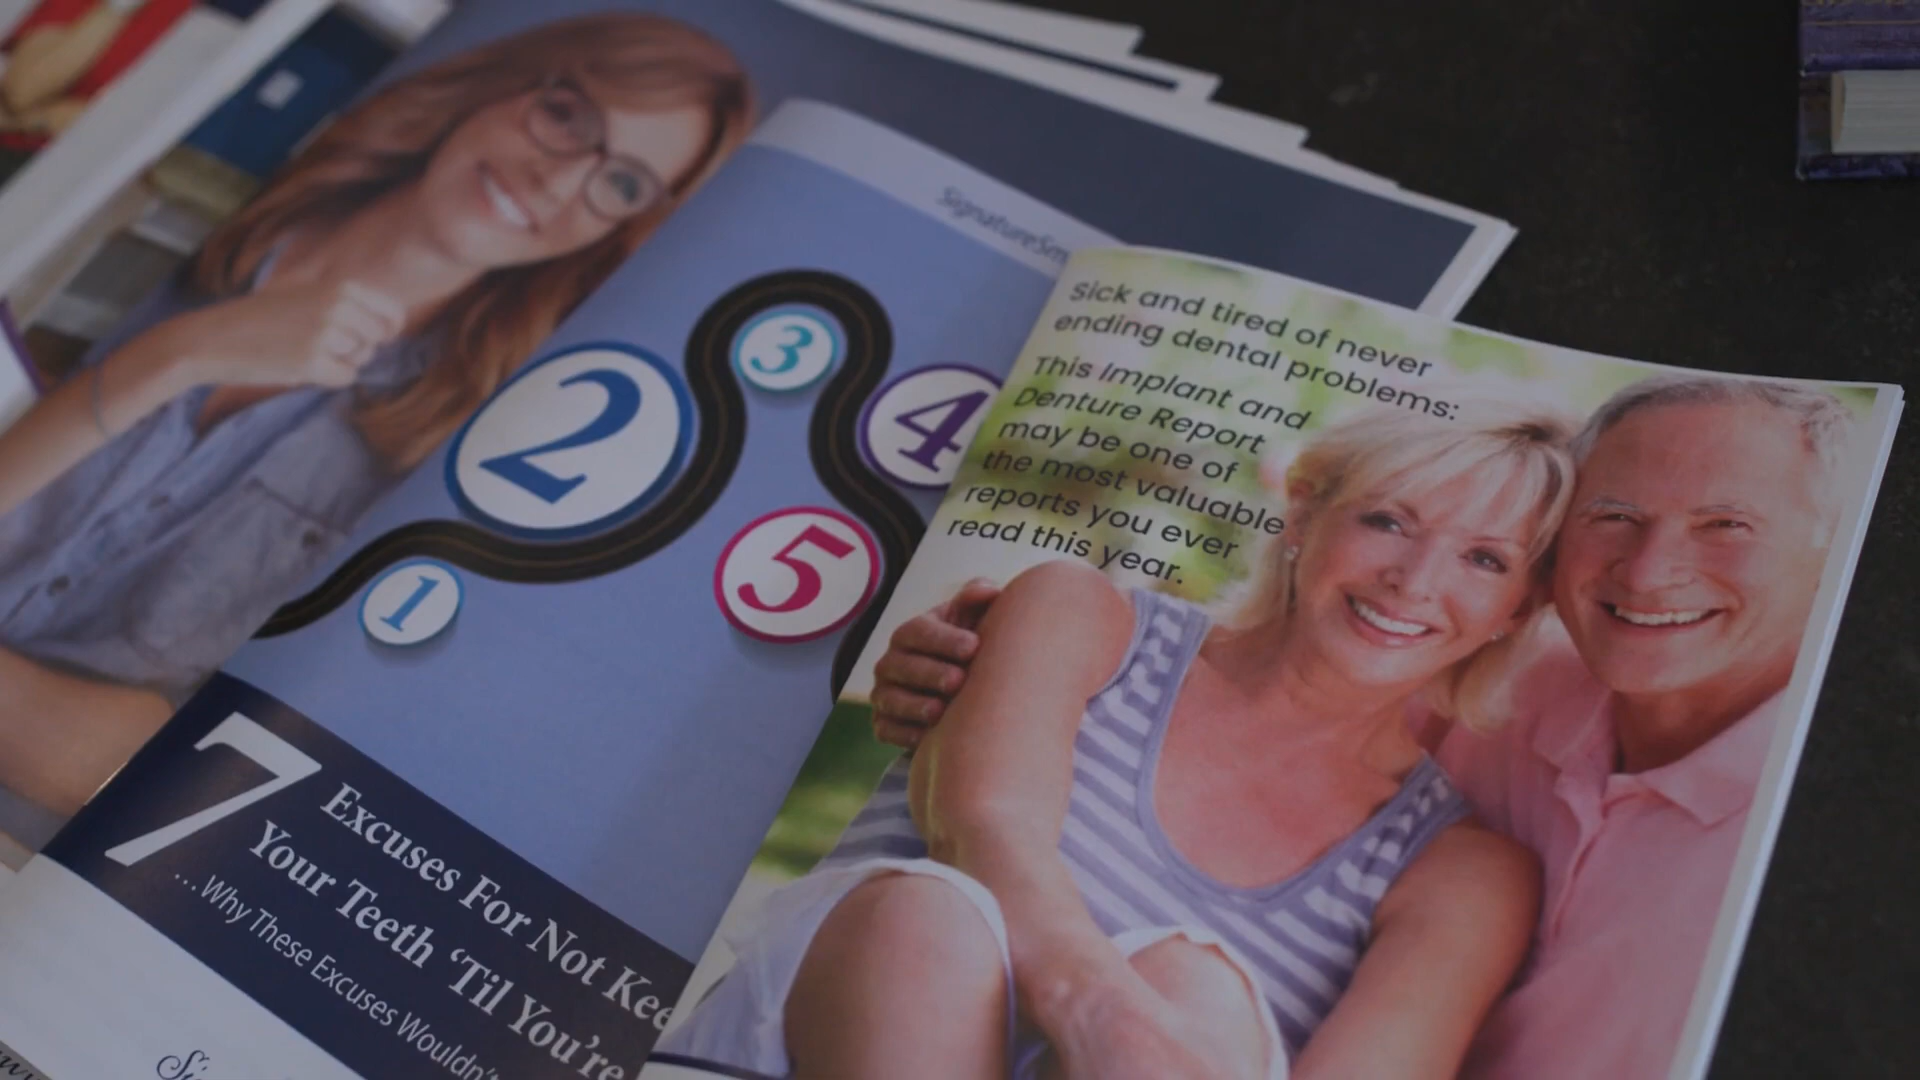 SignatureSm
Sick and tired of never
ending dental problems:
This Implant and
Denture Report
may be one of
the most valuable
reports you ever
read this year.
1
2
3
4
5
7 Excuses For Not Kee
Your Teeth ‘Til You’re
...Why These Excuses Wouldn’t
Si